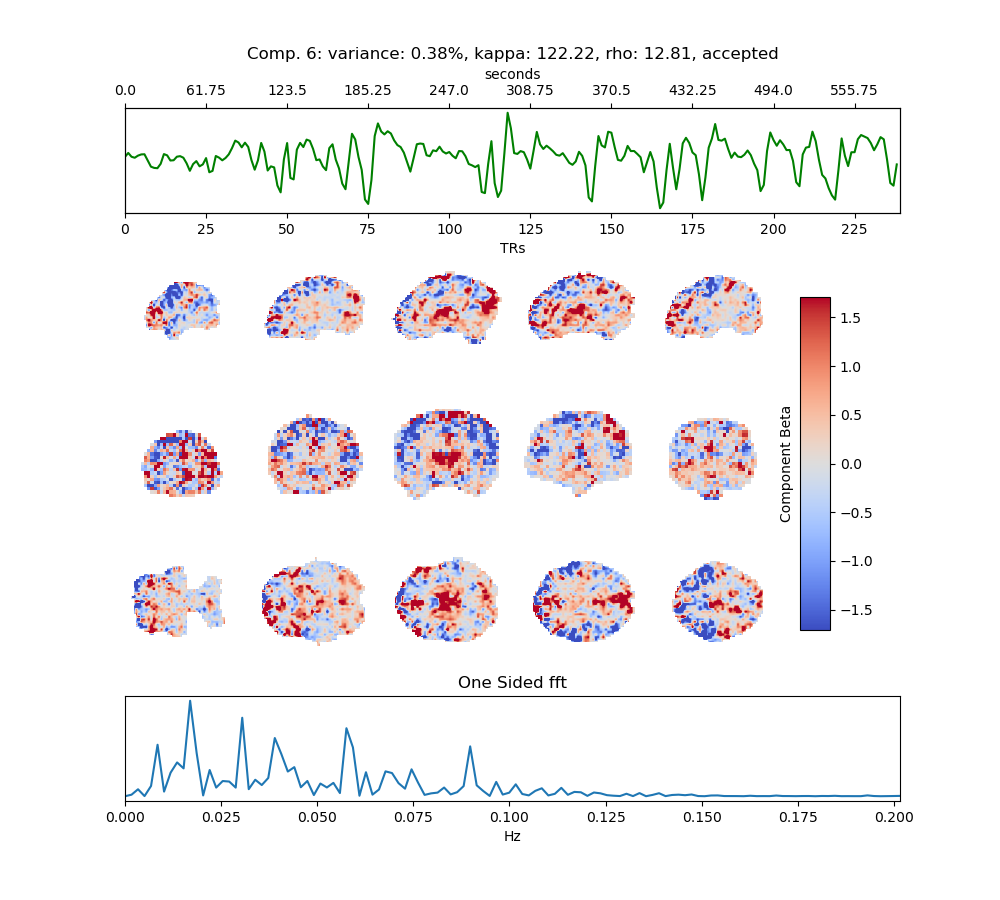 Comp. 6: variance: 0.38%, kappa: 122.22, rho: 12.81, accepted
seconds
0.0 61.75 123.5 185.25 247.0 308.75 370.5 432.25 494.0 555.75
0 25 50 75 100 125 150 175 200 225
TRs
1.5
1.0
0.5
0.0
−0.5
−1.0
−1.5
Component Beta
One Sided fft
0.000 0.025 0.050 0.075 0.100 0.125 0.150 0.175 0.200
Hz